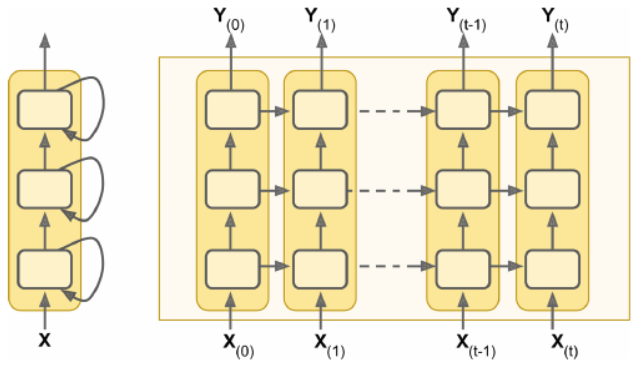 Y(0) Y(1) Y(t-1) Y(t)
X X(0) X(1) X(t-1) X(t)